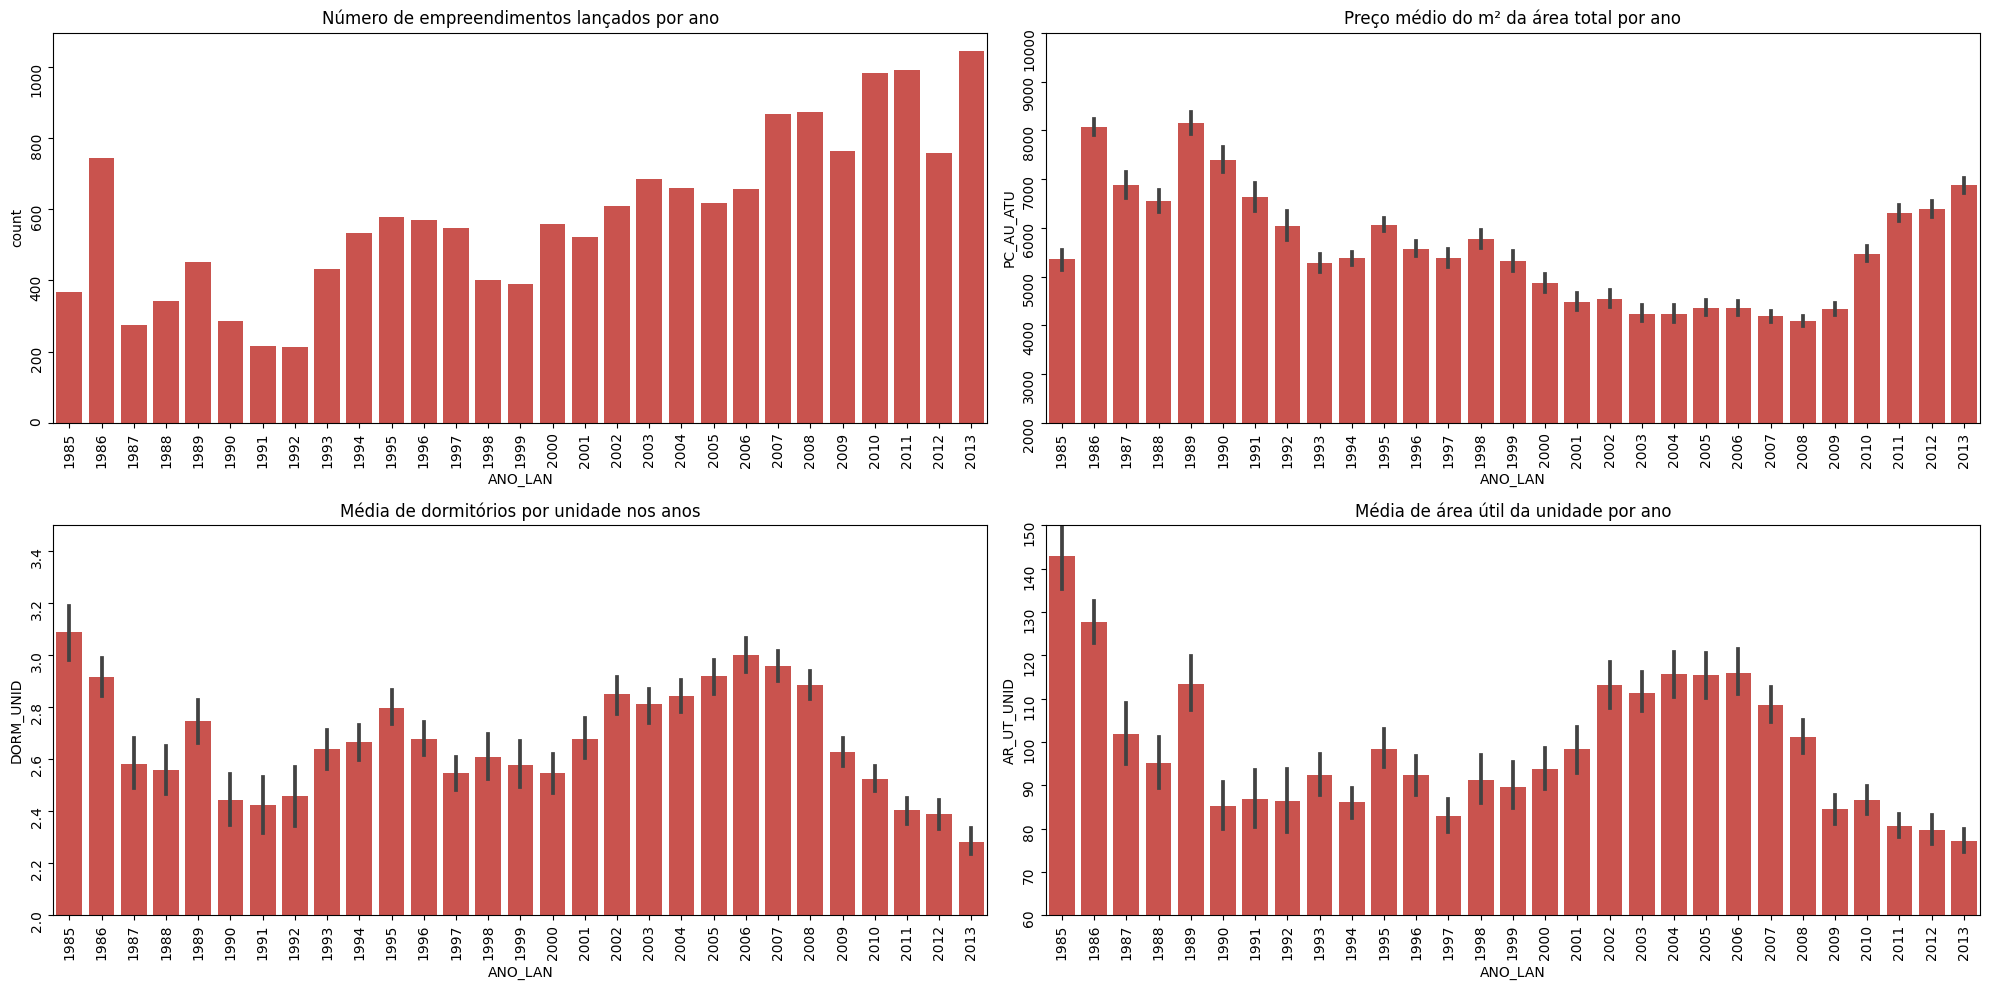 Número de empreendimentos lançados por ano
count
0
200
400
600
800
1000
1985 1986 1987 1988 1989 1990 1991 1992 1993 1994 1995 1996 1997 1998 1999 2000 2001 2002 2003 2004 2005 2006 2007 2008 2009 2010 2011 2012 2013
ANO_LAN
Preço médio do m² da área total por ano
PC_AU_ATU
2000
3000
4000
5000
6000
7000
8000
9000
10000
1985 1986 1987 1988 1989 1990 1991 1992 1993 1994 1995 1996 1997 1998 1999 2000 2001 2002 2003 2004 2005 2006 2007 2008 2009 2010 2011 2012 2013
ANO_LAN
Média de dormitórios por unidade nos anos
DORM_UNID
2.0
2.2
2.4
2.6
2.8
3.0
3.2
3.4
1985 1986 1987 1988 1989 1990 1991 1992 1993 1994 1995 1996 1997 1998 1999 2000 2001 2002 2003 2004 2005 2006 2007 2008 2009 2010 2011 2012 2013
ANO_LAN
Média de área útil da unidade por ano
AR_UT_UNID
60
70
80
90
100
110
120
130
140
150
1985 1986 1987 1988 1989 1990 1991 1992 1993 1994 1995 1996 1997 1998 1999 2000 2001 2002 2003 2004 2005 2006 2007 2008 2009 2010 2011 2012 2013
ANO_LAN